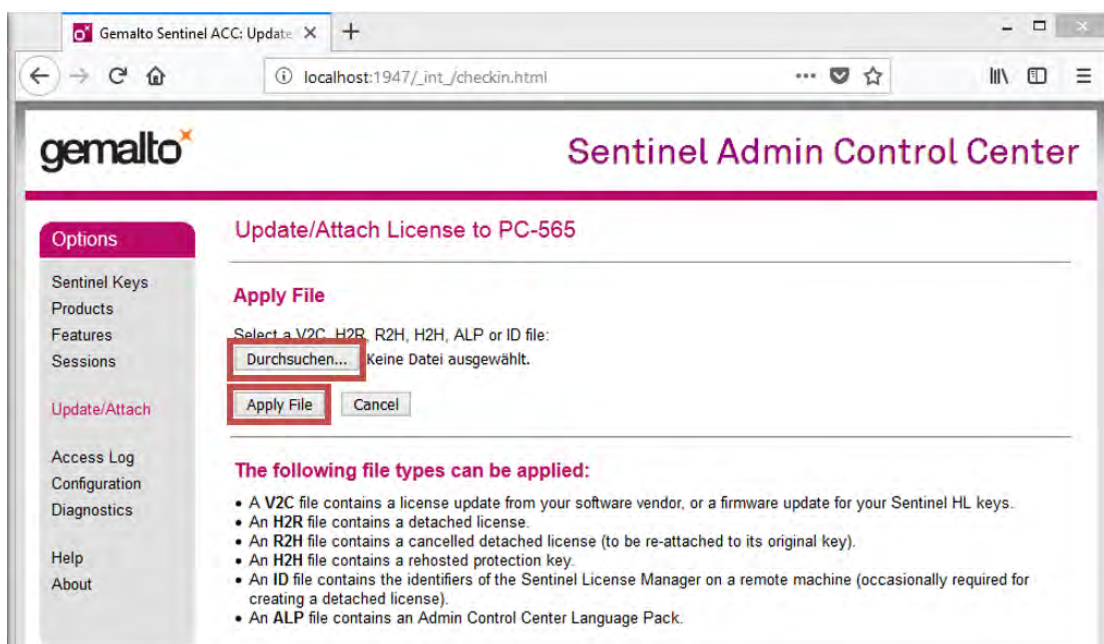 Gemalto Sentinel ACC: Update
localhost:1947/_int_/checkin.html
gemalto
Sentinel Admin Control Center
Options
Sentinel Keys
Products
Features
Sessions
Update/Attach
Access Log
Configuration
Diagnostics
Help
About
Update/Attach License to PC-565
Apply File
Select a V2C, H2R, R2H, H2H, ALP or ID file:
Durchsuchen... Keine Datei ausgewählt.
Apply File Cancel
The following file types can be applied:
• A V2C file contains a license update from your software vendor, or a firmware update for your Sentinel HL keys.
• An H2R file contains a detached license.
• An R2H file contains a cancelled detached license (to be re-attached to its original key).
• An H2H file contains a rehosted protection key.
• An ID file contains the identifiers of the Sentinel License Manager on a remote machine (occasionally required for
creating a detached license).
• An ALP file contains an Admin Control Center Language Pack.